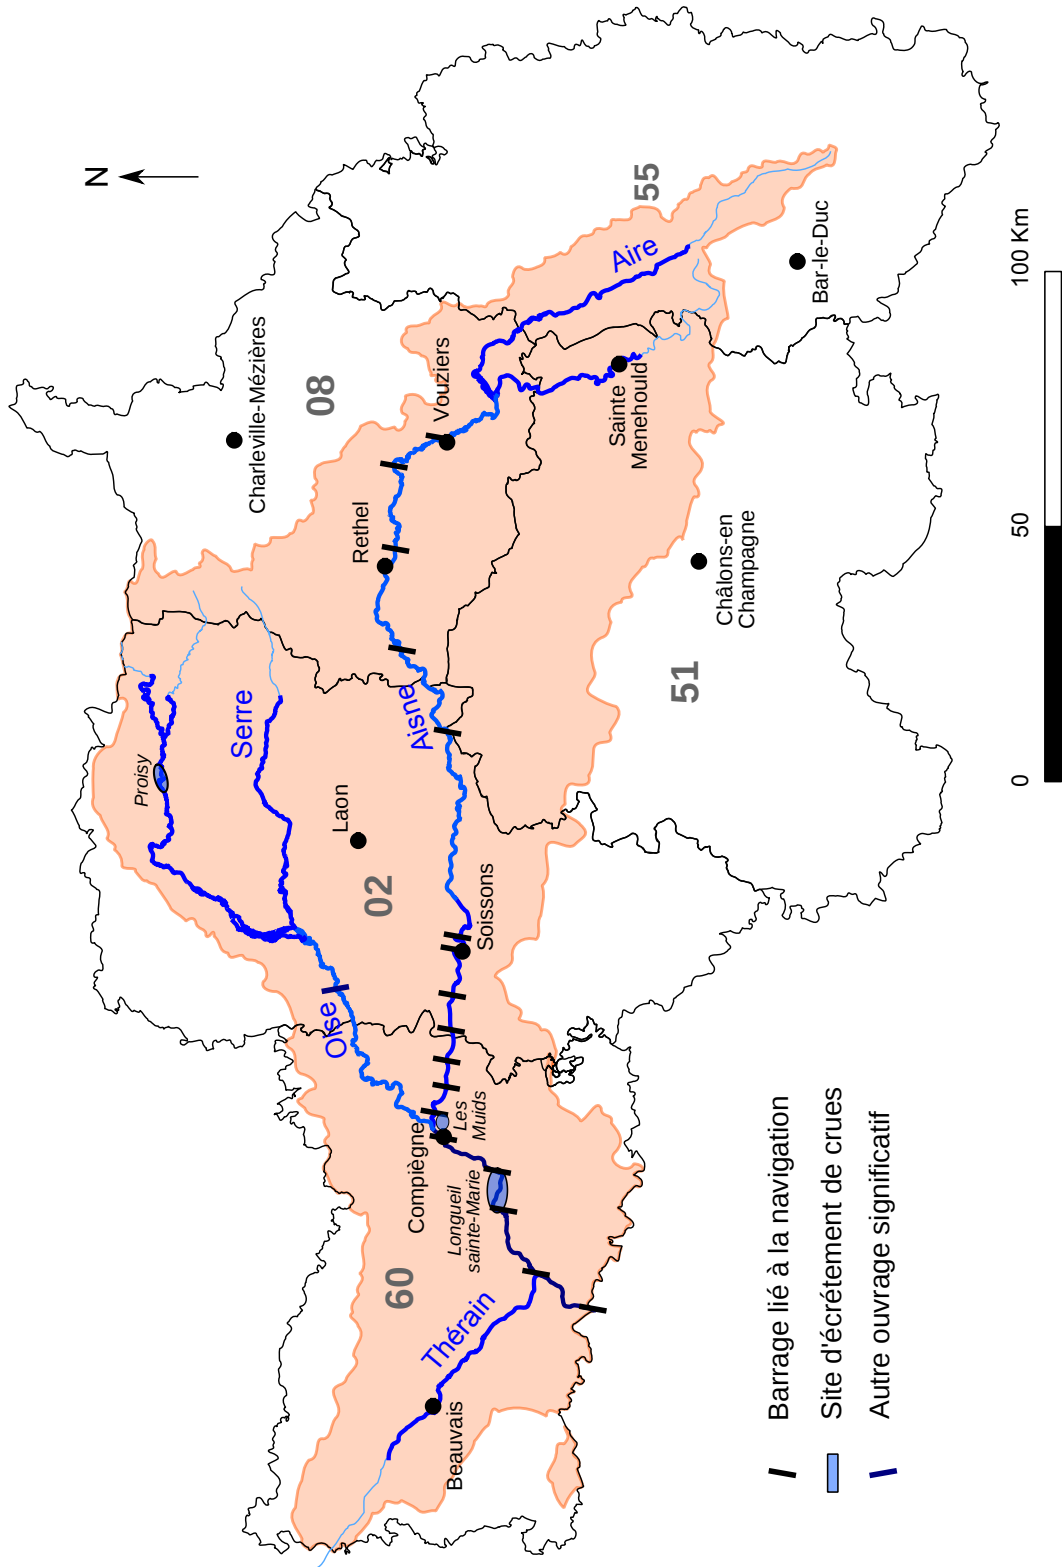 N
Charleville-Mézières
08
55
Aire
Bar-le-Duc
Vouziers
Sainte
Menehould
Rethel
Châlons-en
Champagne
51
Aisne
Serre
Proisy
Laon
02
Soissons
Oise
Compiègne
Les
Muids
Longueil
sainte-Marie
60
Thérain
Beauvais
Barrage lié à la navigation
Site d'écrétement de crues
Autre ouvrage significatif
0
50
100 Km